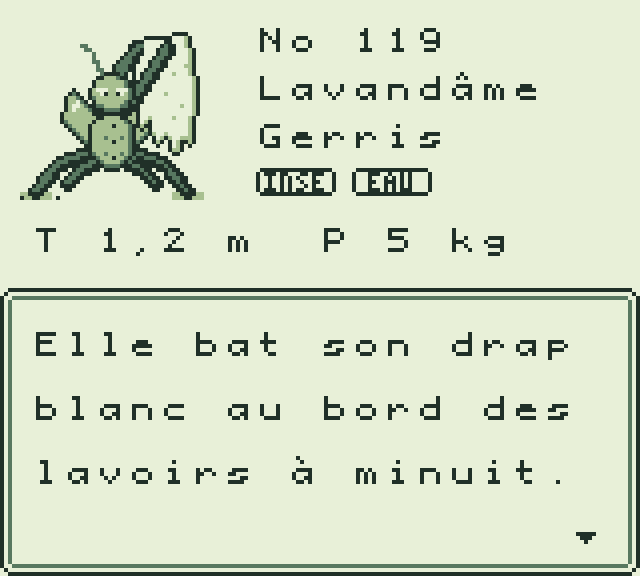 No 119
Lavandâme
Gerris
INSE EAU
T 1,2 m P 5 kg
Elle bat son drap
blanc au bord des
lavoirs à minuit.